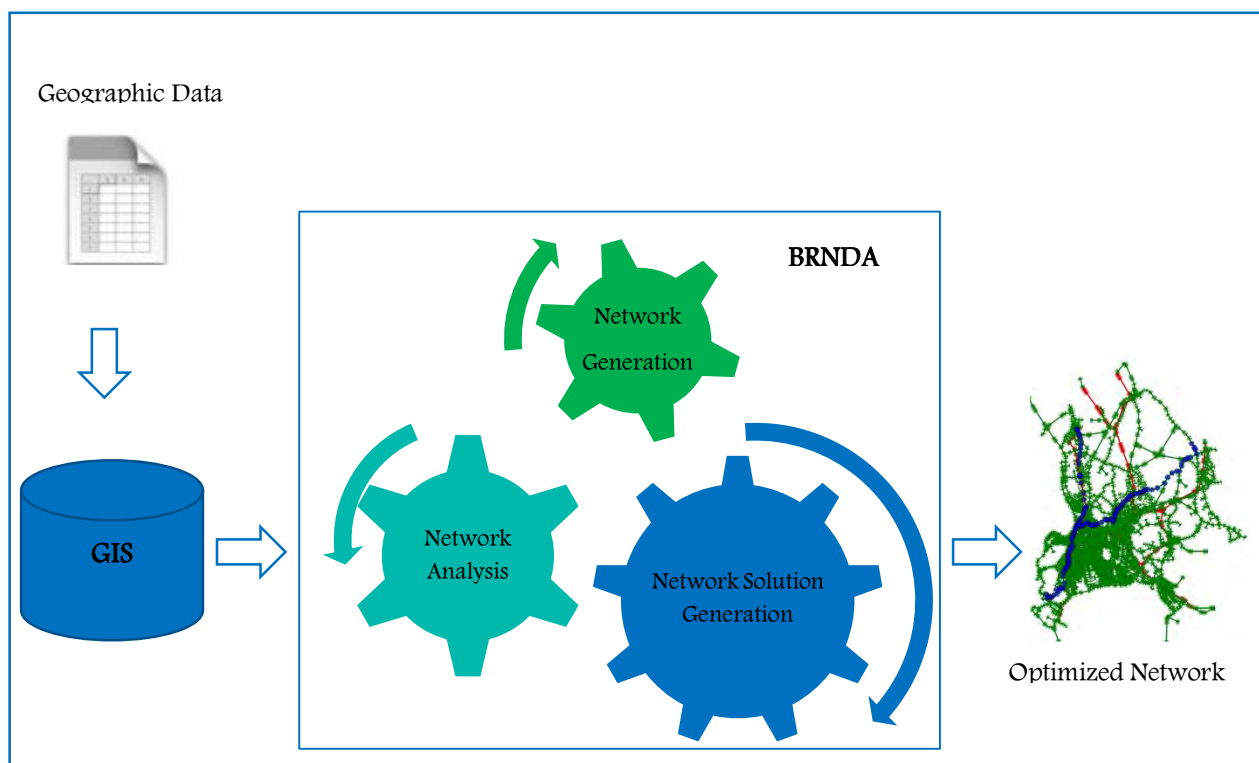 Geographic Data
BRNDA
Network
Generation
GIS
Network
Analysis
Network Solution
Generation
Optimized Network